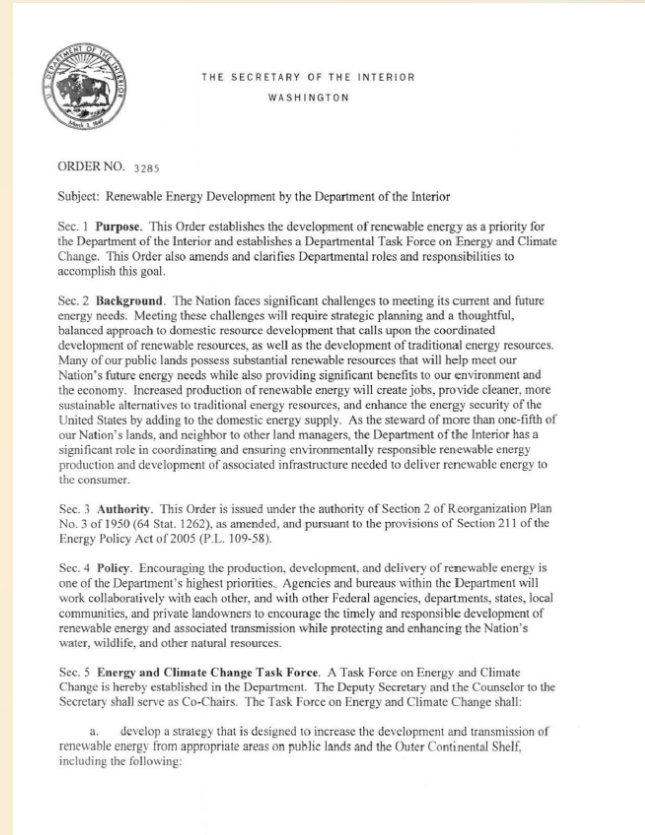 U.S. DEPARTMENT OF THE INTERIOR
March 3, 1849
THE SECRETARY OF THE INTERIOR
WASHINGTON
ORDER NO. 3285
Subject: Renewable Energy Development by the Department of the Interior
Sec. 1 Purpose. This Order establishes the development of renewable energy as a priority for
the Department of the Interior and establishes a Departmental Task Force on Energy and Climate
Change. This Order also amends and clarifies Departmental roles and responsibilities to
accomplish this goal.
Sec. 2 Background. The Nation faces significant challenges to meeting its current and future
energy needs. Meeting these challenges will require strategic planning and a thoughtful,
balanced approach to domestic resource development that calls upon the coordinated
development of renewable resources, as well as the development of traditional energy resources.
Many of our public lands possess substantial renewable resources that will help meet our
Nation's future energy needs while also providing significant benefits to our environment and
the economy. Increased production of renewable energy will create jobs, provide cleaner, more
sustainable alternatives to traditional energy resources, and enhance the energy security of the
United States by adding to the domestic energy supply. As the steward of more than one-fifth of
our Nation's lands, and neighbor to other land managers, the Department of the Interior has a
significant role in coordinating and ensuring environmentally responsible renewable energy
production and development of associated infrastructure needed to deliver renewable energy to
the consumer.
Sec. 3 Authority. This Order is issued under the authority of Section 2 of Reorganization Plan
No. 3 of 1950 (64 Stat. 1262), as amended, and pursuant to the provisions of Section 211 of the
Energy Policy Act of 2005 (P.L. 109-58).
Sec. 4 Policy. Encouraging the production, development, and delivery of renewable energy is
one of the Department's highest priorities. Agencies and bureaus within the Department will
work collaboratively with each other, and with other Federal agencies, departments, states, local
communities, and private landowners to encourage the timely and responsible development of
renewable energy and associated transmission while protecting and enhancing the Nation's
water, wildlife, and other natural resources.
Sec. 5 Energy and Climate Change Task Force. A Task Force on Energy and Climate
Change is hereby established in the Department. The Deputy Secretary and the Counselor to the
Secretary shall serve as Co-Chairs. The Task Force on Energy and Climate Change shall:
a. develop a strategy that is designed to increase the development and transmission of
renewable energy from appropriate areas on public lands and the Outer Continental Shelf,
including the following: